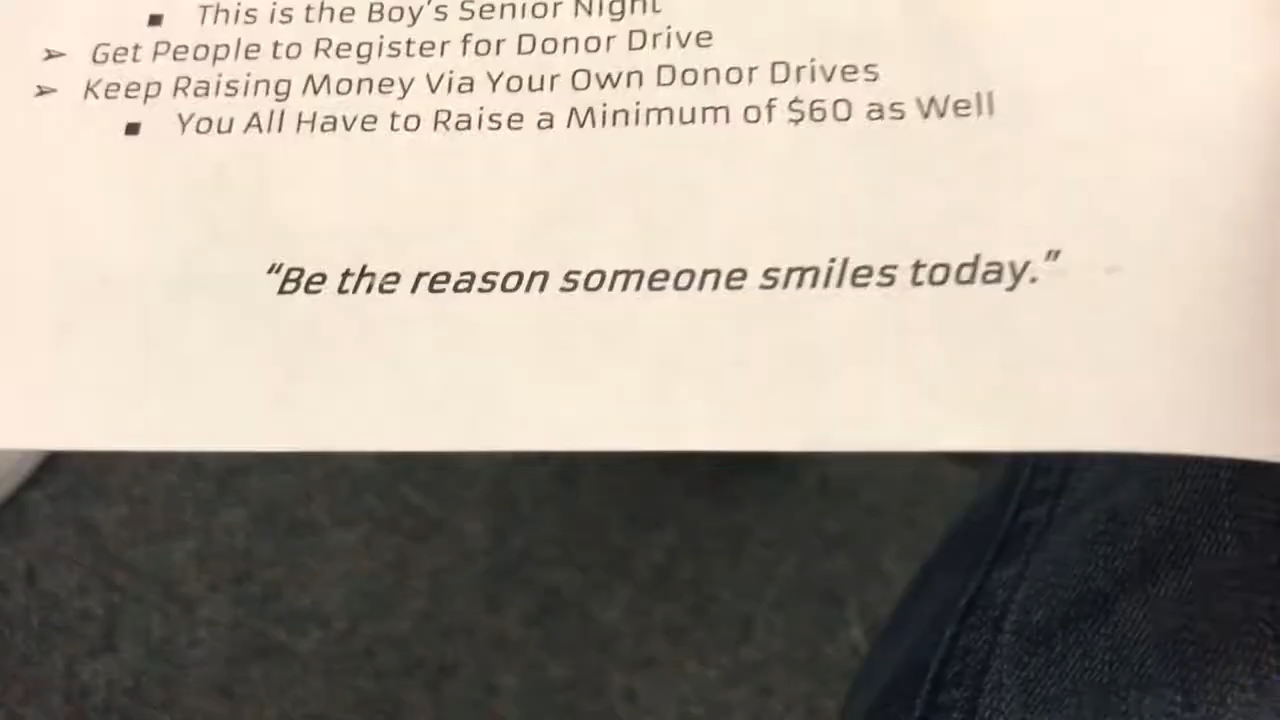 ▪ This is the Boy's Senior Night
➢ Get People to Register for Donor Drive
➢ Keep Raising Money Via Your Own Donor Drives
▪ You All Have to Raise a Minimum of $60 as Well
"Be the reason someone smiles today."